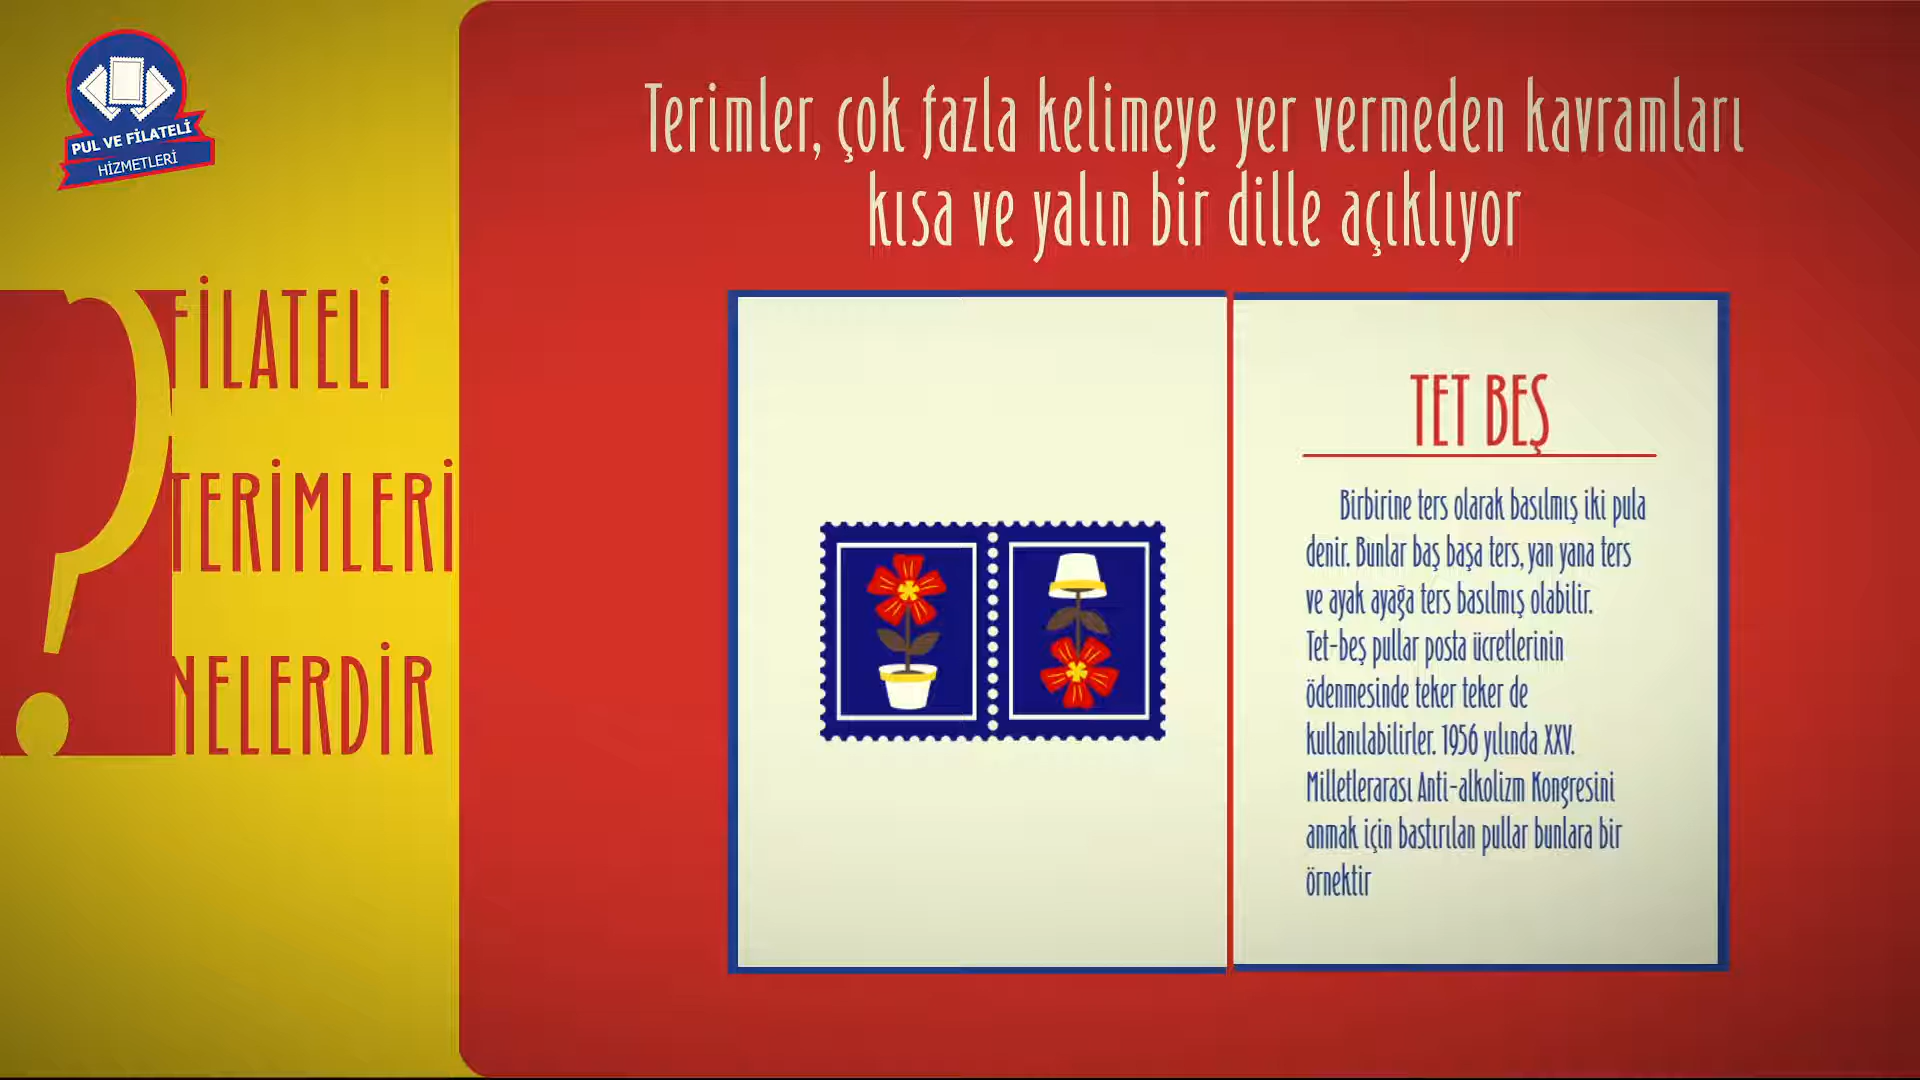 PUL VE FİLATELİ
HİZMETLERİ
?
FİLATELİ
TERİMLERİ
NELERDİR
Terimler, çok fazla kelimeye yer vermeden kavramları
kısa ve yalın bir dille açıklıyor
TET BEŞ
Birbirine ters olarak basılmış iki pula
denir. Bunlar baş başa ters, yan yana ters
ve ayak ayağa ters basılmış olabilir.
Tet-beş pullar posta ücretlerinin
ödenmesinde teker teker de
kullanılabilirler. 1956 yılında XXV.
Milletlerarası Anti-alkolizm Kongresini
anmak için bastırılan pullar bunlara bir
örnektir